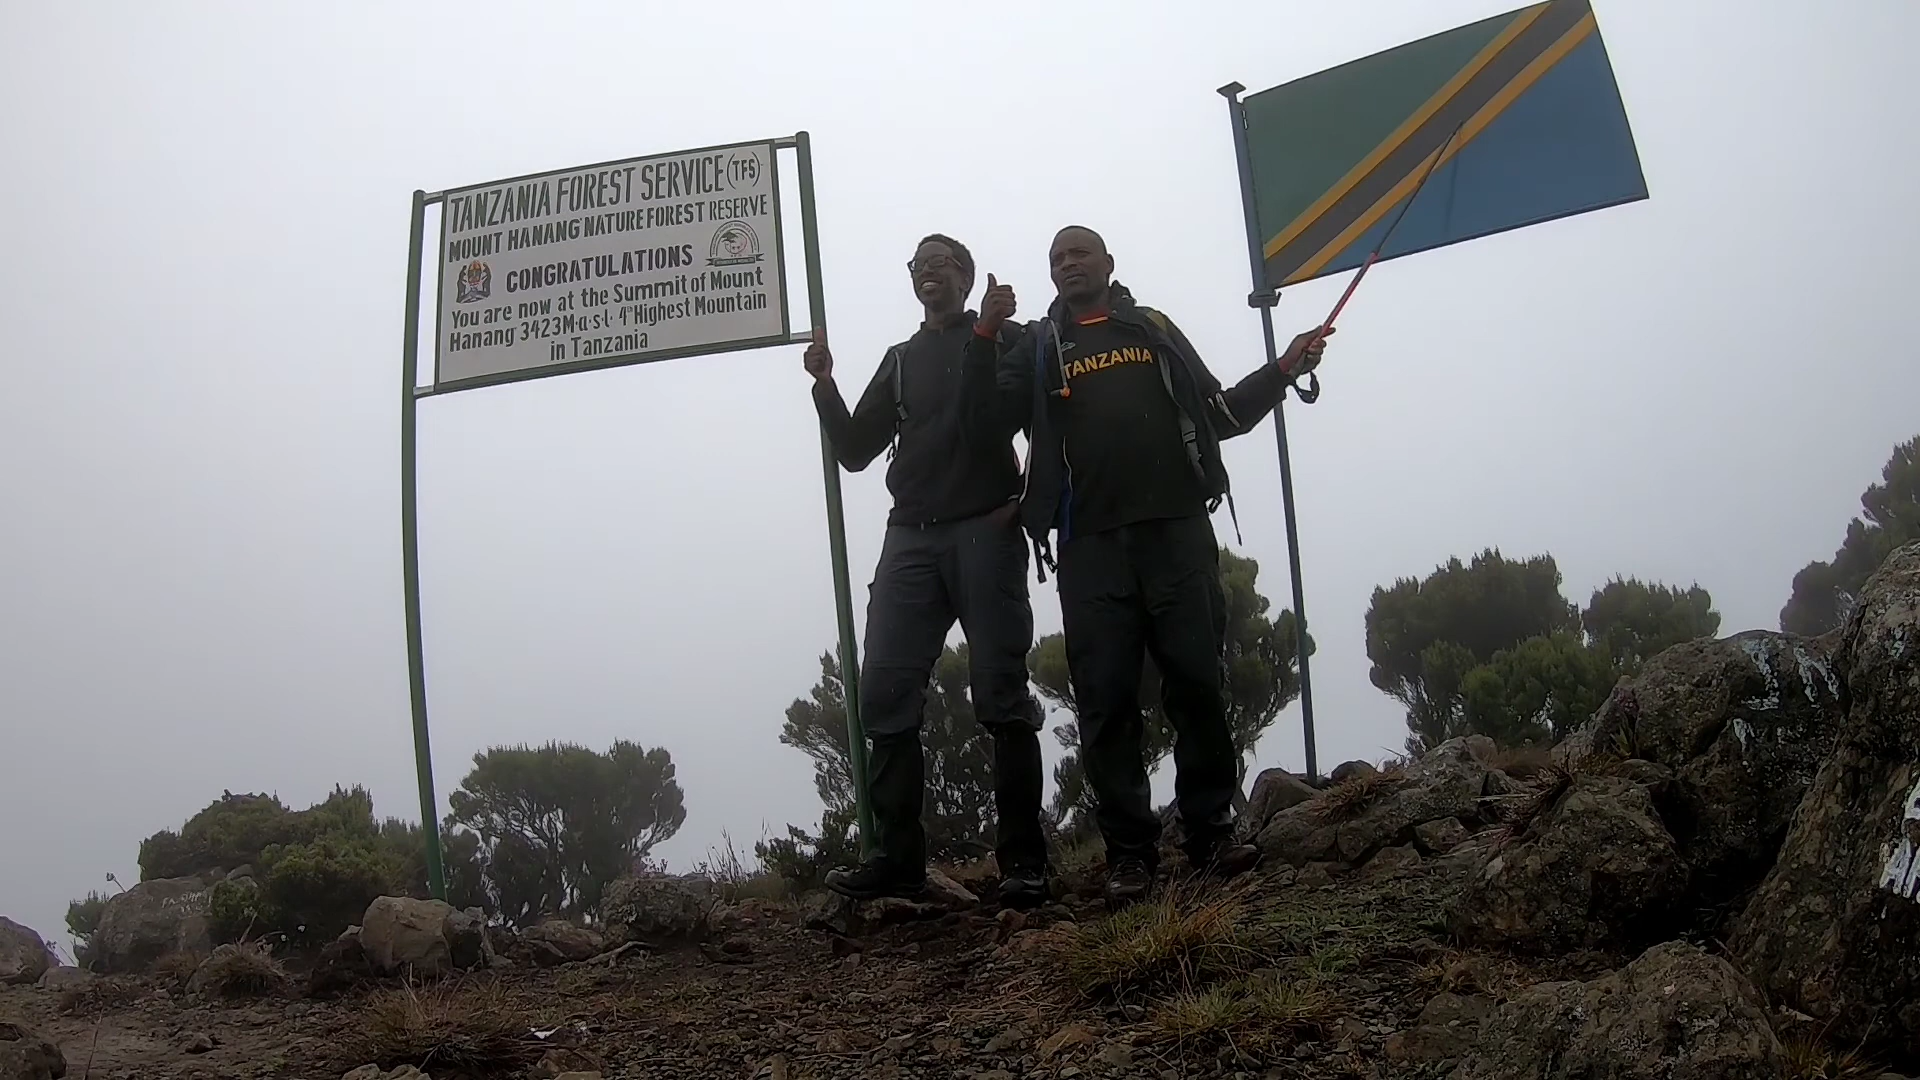 TANZANIA FOREST SERVICE (TFS)
MOUNT HANANG NATURE FOREST RESERVE
CONGRATULATIONS
You are now at the Summit of Mount
Hanang 3423M·a·s·l· 4th Highest Mountain
in Tanzania
TANZANIA